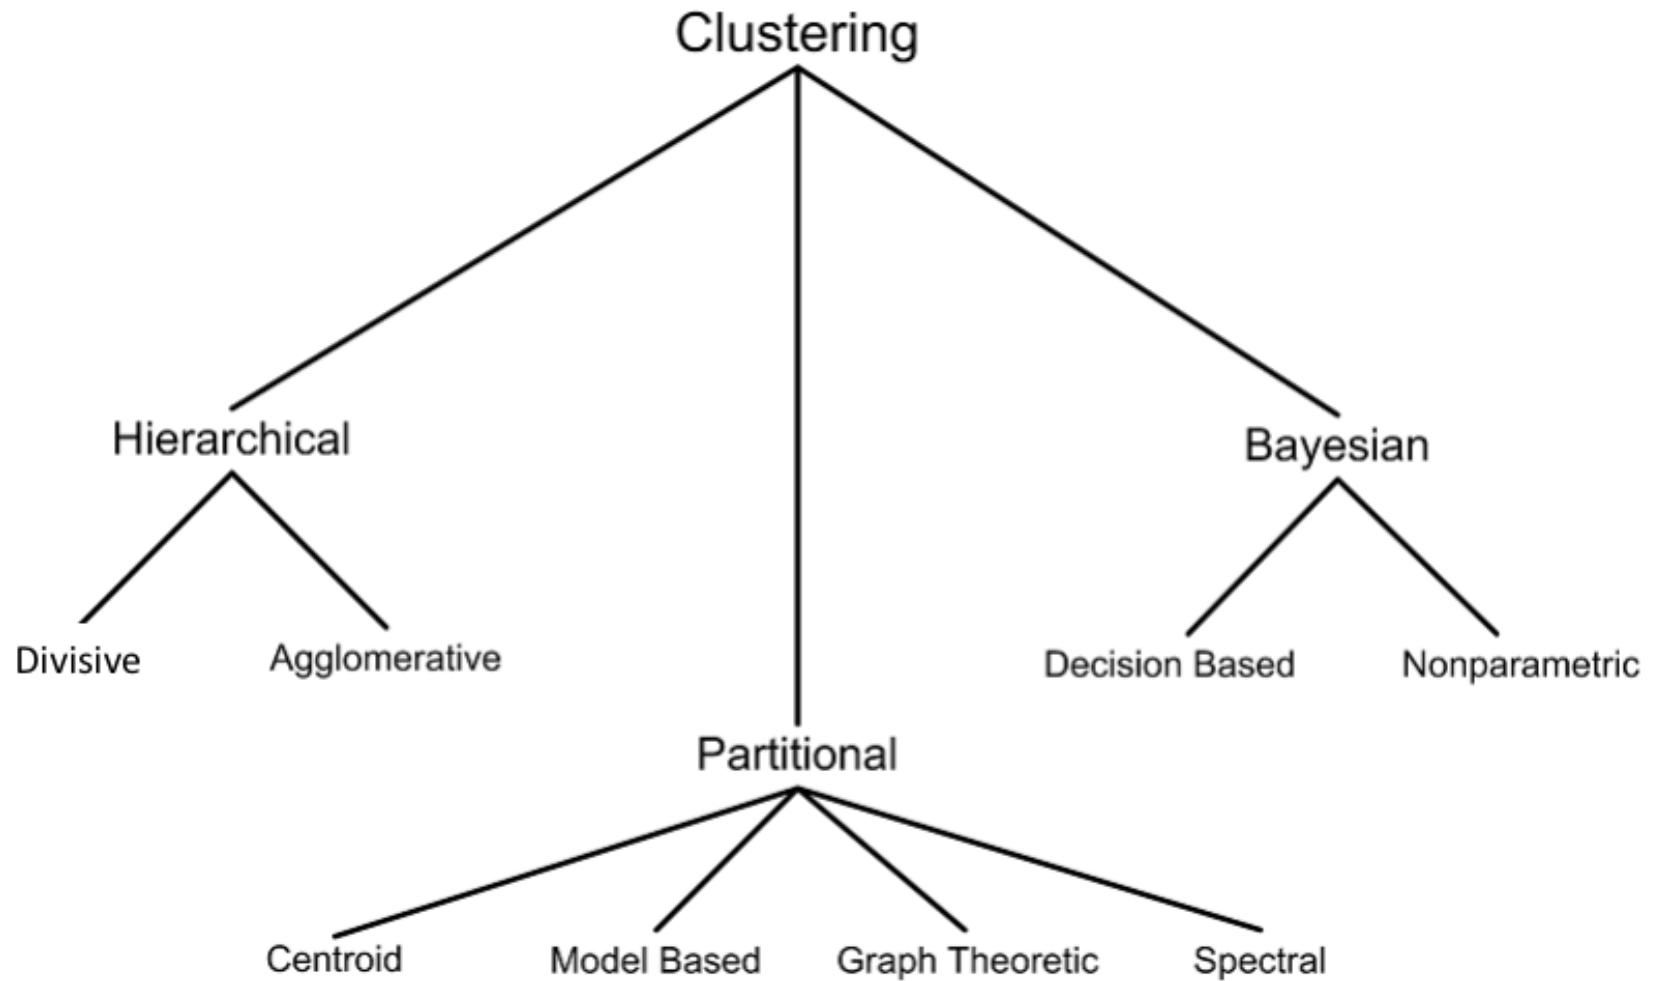 Clustering
Hierarchical
Bayesian
Divisive
Agglomerative
Decision Based
Nonparametric
Partitional
Centroid
Model Based
Graph Theoretic
Spectral